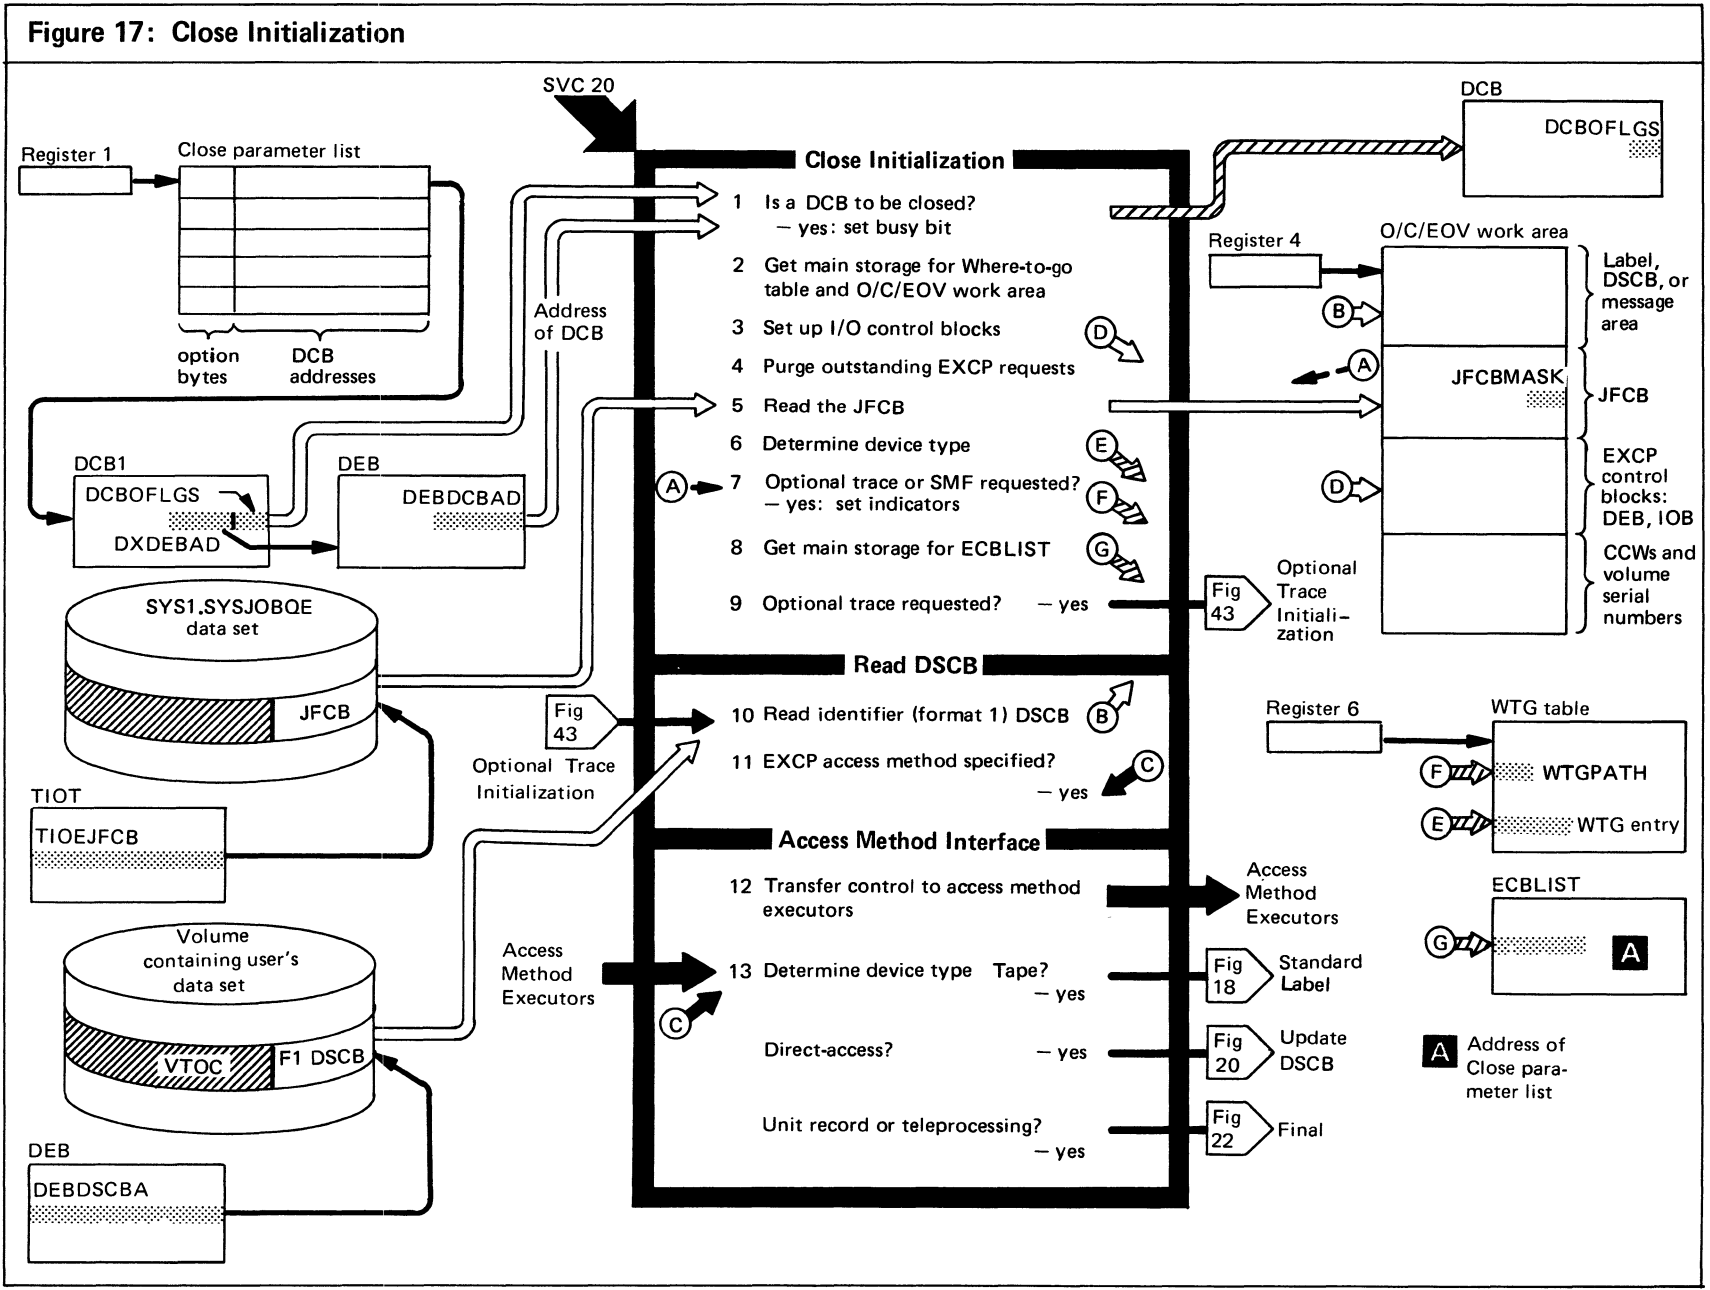 Figure 17: Close Initialization
SVC 20
Register 1
Close parameter list
option
bytes
DCB
addresses
Address
of DCB
DCB1
DCBOFLGS
DXDEBAD
DEB
DEBDCBAD
SYS1.SYSJOBQE
data set
JFCB
TIOT
TIOEJFCB
Volume
containing user's
data set
VTOC
F1 DSCB
DEB
DEBDSCBA
Fig
43
Optional Trace
Initialization
Access
Method
Executors
Close Initialization
1 Is a DCB to be closed?
– yes: set busy bit
2 Get main storage for Where-to-go
table and O/C/EOV work area
3 Set up I/O control blocks
D
4 Purge outstanding EXCP requests
5 Read the JFCB
6 Determine device type
E
A
7 Optional trace or SMF requested?
– yes: set indicators
F
8 Get main storage for ECBLIST
G
9 Optional trace requested? – yes
Fig
43
Optional
Trace
Initiali-
zation
Read DSCB
10 Read identifier (format 1) DSCB
B
11 EXCP access method specified?
– yes
C
Access Method Interface
12 Transfer control to access method
executors
Access
Method
Executors
13 Determine device type Tape?
– yes
C
Fig
18
Standard
Label
Direct-access? – yes
Fig
20
Update
DSCB
Unit record or teleprocessing?
– yes
Fig
22
Final
DCB
DCBOFLGS
Register 4
O/C/EOV work area
B
Label,
DSCB, or
message
area
A
JFCBMASK
JFCB
D
EXCP
control
blocks:
DEB, IOB
CCWs and
volume
serial
numbers
Register 6
WTG table
F
WTGPATH
E
WTG entry
ECBLIST
G
A
A
Address of
Close para-
meter list